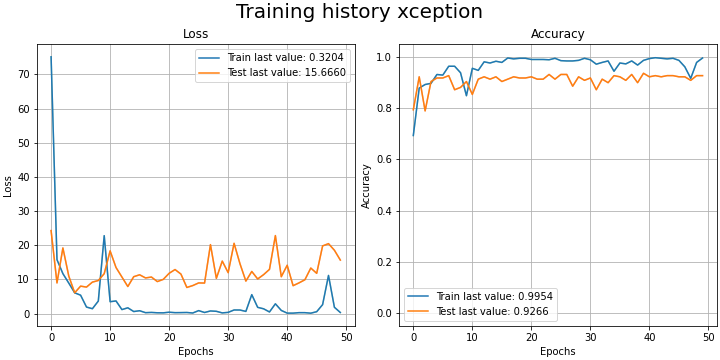 Training history xception
Loss
Train last value: 0.3204
Test last value: 15.6660
70
60
50
40
30
20
10
0
Loss
0 10 20 30 40 50
Epochs
Accuracy
1.0
0.8
0.6
0.4
0.2
0.0
Accuracy
Train last value: 0.9954
Test last value: 0.9266
0 10 20 30 40 50
Epochs